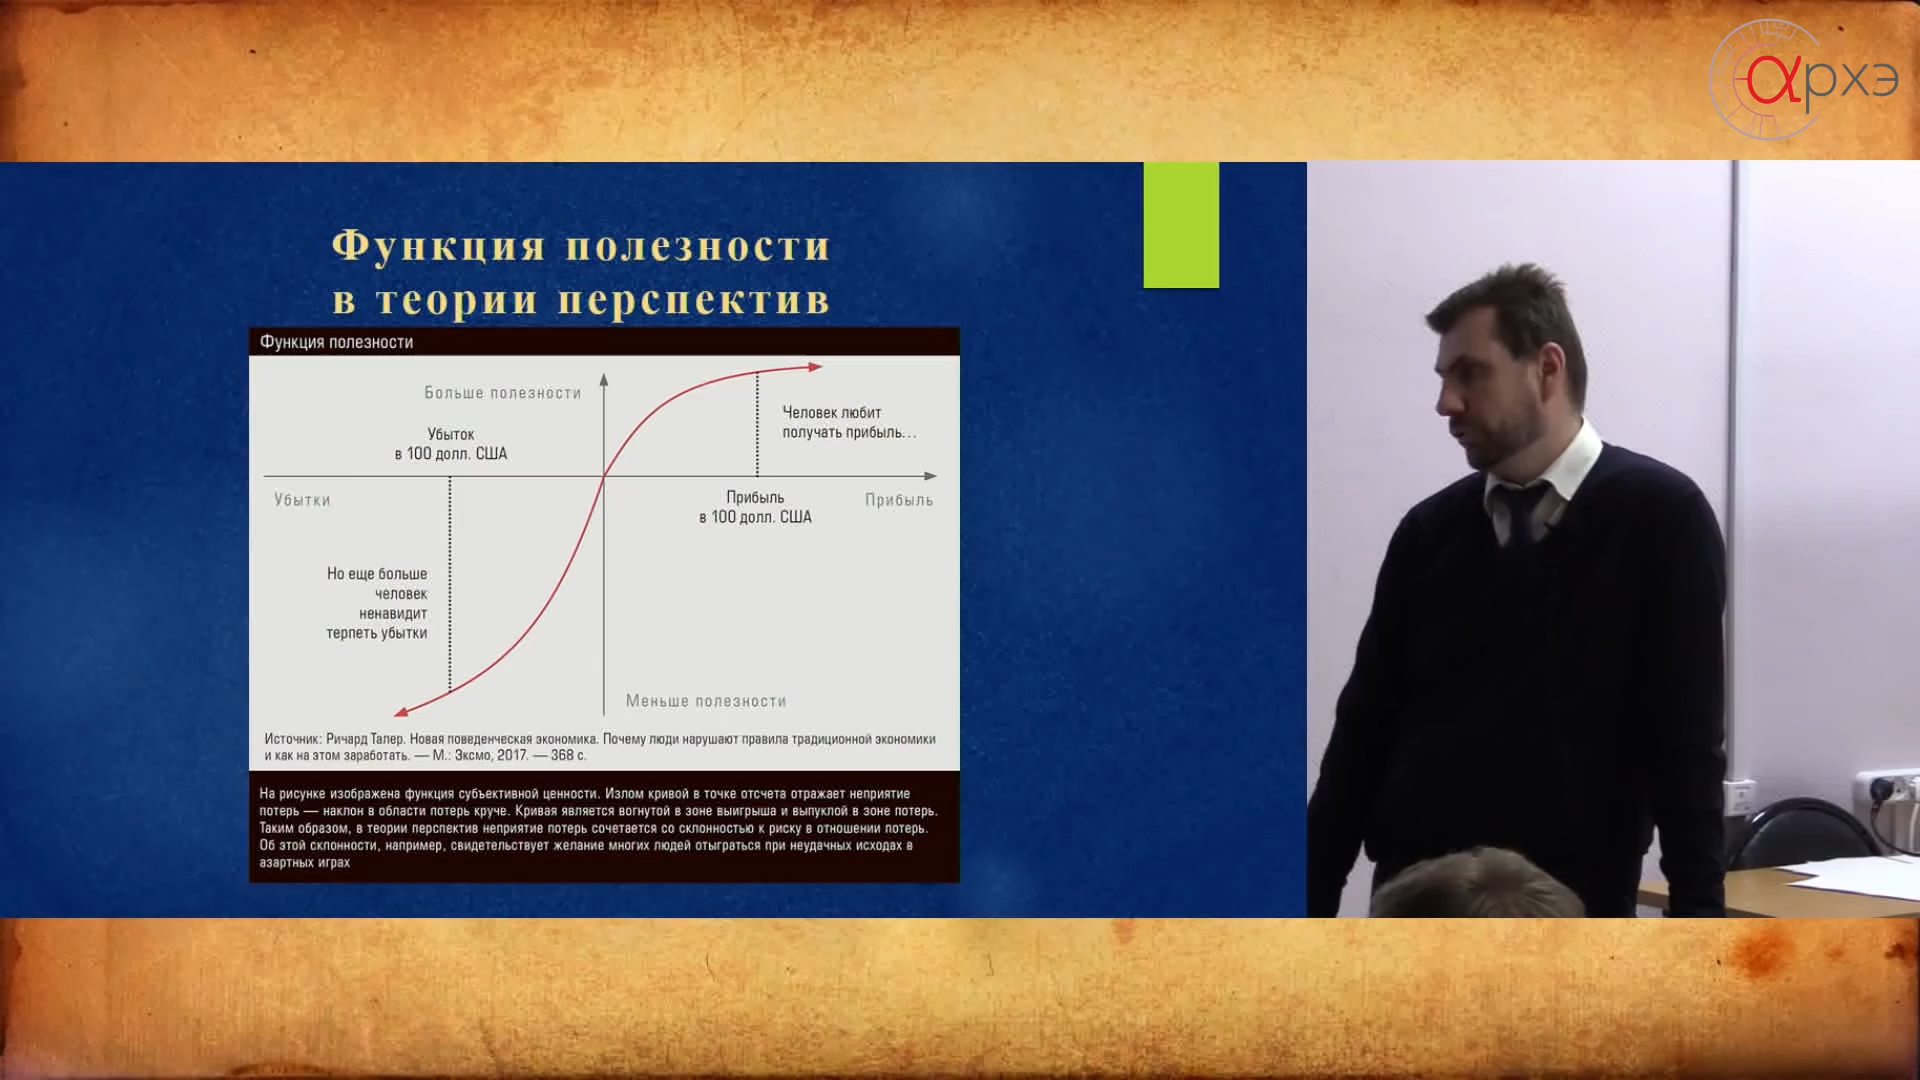 αрхэ
Функция полезности
в теории перспектив
Функция полезности
Больше полезности
Человек любит
получать прибыль...
Убыток
в 100 долл. США
Убытки
Прибыль
в 100 долл. США
Прибыль
Но еще больше
человек
ненавидит
терпеть убытки
Меньше полезности
Источник: Ричард Талер. Новая поведенческая экономика. Почему люди нарушают правила традиционной экономики
и как на этом заработать. — М.: Эксмо, 2017. — 368 с.
На рисунке изображена функция субъективной ценности. Излом кривой в точке отсчета отражает неприятие
потерь — наклон в области потерь круче. Кривая является вогнутой в зоне выигрыша и выпуклой в зоне потерь.
Таким образом, в теории перспектив неприятие потерь сочетается со склонностью к риску в отношении потерь.
Об этой склонности, например, свидетельствует желание многих людей отыграться при неудачных исходах в
азартных играх